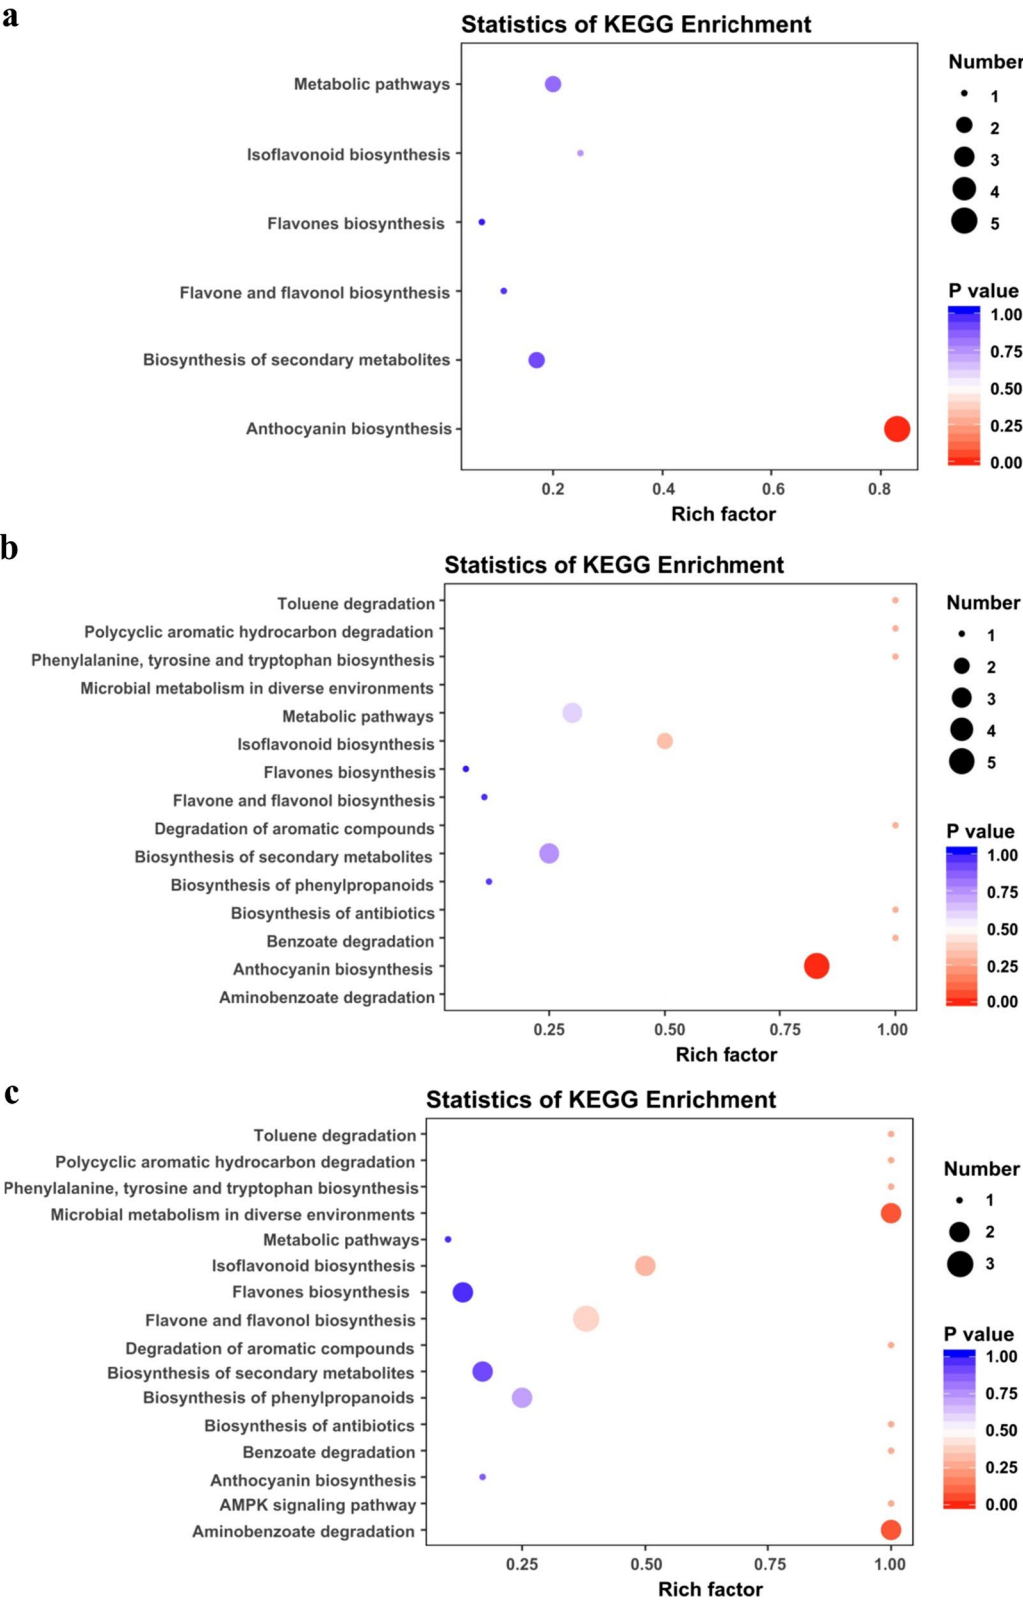 a
Statistics of KEGG Enrichment
Metabolic pathways
Isoflavonoid biosynthesis
Flavones biosynthesis
Flavone and flavonol biosynthesis
Biosynthesis of secondary metabolites
Anthocyanin biosynthesis
0.2 0.4 0.6 0.8
Rich factor
Number
1
2
3
4
5
P value
1.00
0.75
0.50
0.25
0.00
b
Statistics of KEGG Enrichment
Toluene degradation
Polycyclic aromatic hydrocarbon degradation
Phenylalanine, tyrosine and tryptophan biosynthesis
Microbial metabolism in diverse environments
Metabolic pathways
Isoflavonoid biosynthesis
Flavones biosynthesis
Flavone and flavonol biosynthesis
Degradation of aromatic compounds
Biosynthesis of secondary metabolites
Biosynthesis of phenylpropanoids
Biosynthesis of antibiotics
Benzoate degradation
Anthocyanin biosynthesis
Aminobenzoate degradation
0.25 0.50 0.75 1.00
Rich factor
Number
1
2
3
4
5
P value
1.00
0.75
0.50
0.25
0.00
c
Statistics of KEGG Enrichment
Toluene degradation
Polycyclic aromatic hydrocarbon degradation
Phenylalanine, tyrosine and tryptophan biosynthesis
Microbial metabolism in diverse environments
Metabolic pathways
Isoflavonoid biosynthesis
Flavones biosynthesis
Flavone and flavonol biosynthesis
Degradation of aromatic compounds
Biosynthesis of secondary metabolites
Biosynthesis of phenylpropanoids
Biosynthesis of antibiotics
Benzoate degradation
Anthocyanin biosynthesis
AMPK signaling pathway
Aminobenzoate degradation
0.25 0.50 0.75 1.00
Rich factor
Number
1
2
3
P value
1.00
0.75
0.50
0.25
0.00